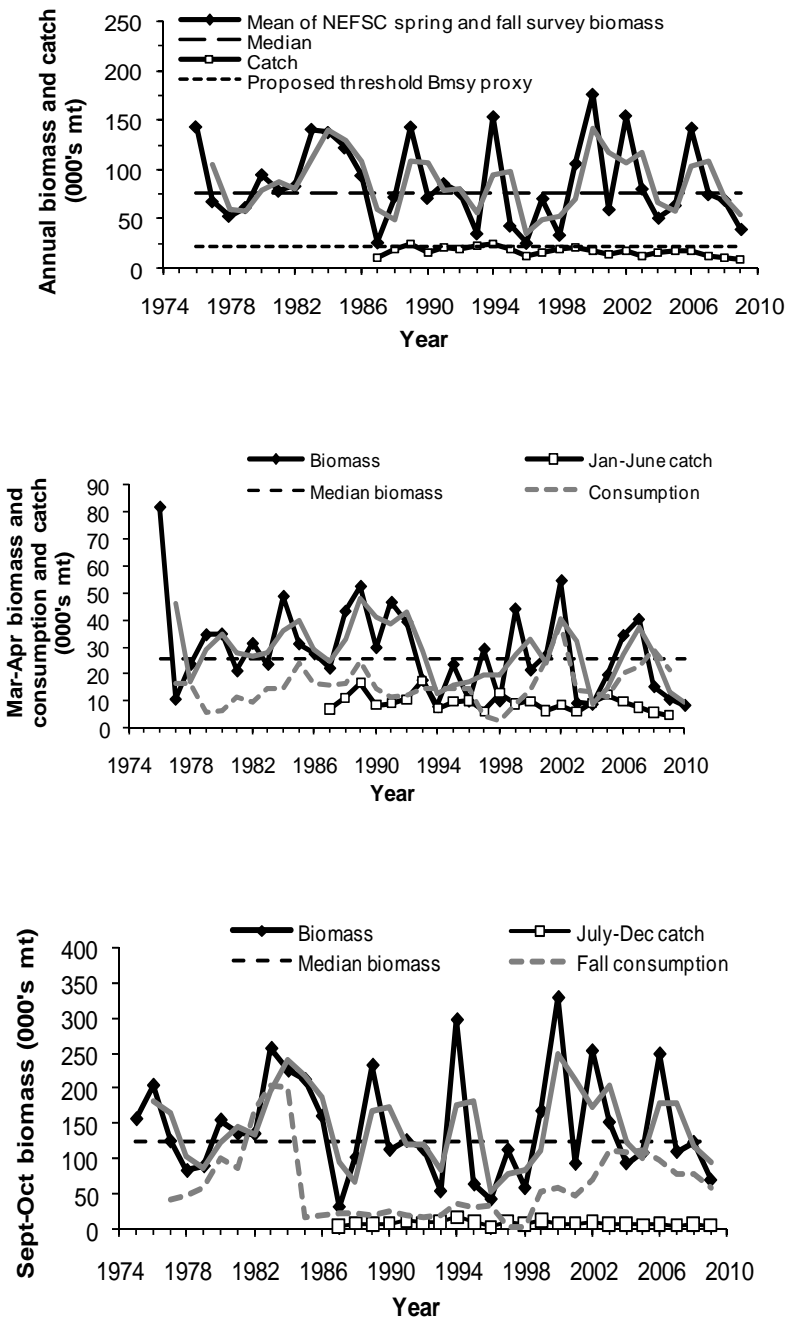 Mean of NEFSC spring and fall survey biomass
Median
Catch
Proposed threshold Bmsy proxy
Annual biomass and catch
(000's mt)
250
200
150
100
50
0
1974 1978 1982 1986 1990 1994 1998 2002 2006 2010
Year
Biomass
Jan-June catch
Median biomass
Consumption
Mar-Apr biomass and
consumption and catch
(000's mt)
90
80
70
60
50
40
30
20
10
0
1974 1978 1982 1986 1990 1994 1998 2002 2006 2010
Year
Biomass
July-Dec catch
Median biomass
Fall consumption
Sept-Oct biomass (000's mt)
400
350
300
250
200
150
100
50
0
1974 1978 1982 1986 1990 1994 1998 2002 2006 2010
Year